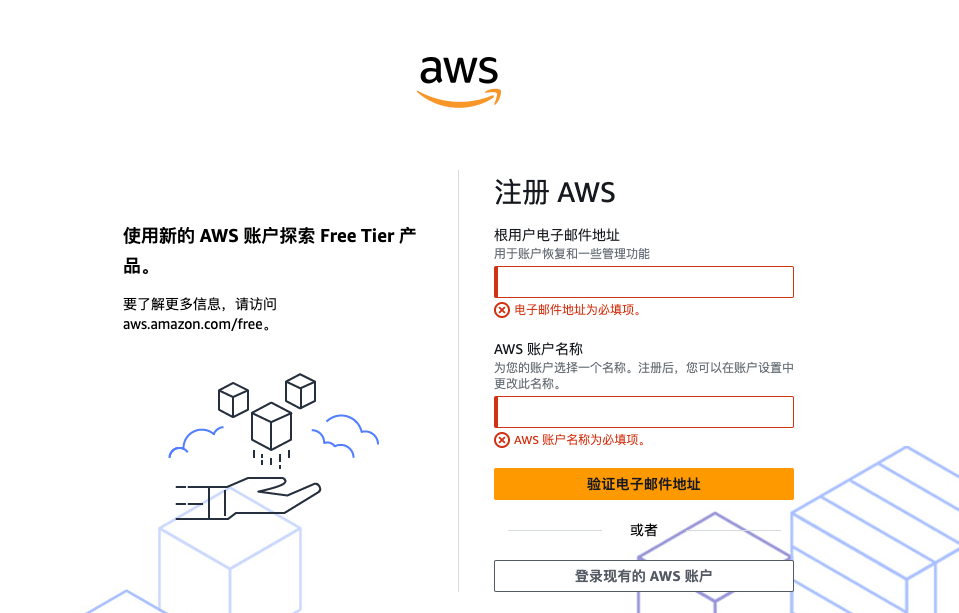 aws
使用新的 AWS 账户探索 Free Tier 产
品。
要了解更多信息，请访问
aws.amazon.com/free。
注册 AWS
根用户电子邮件地址
用于账户恢复和一些管理功能
电子邮件地址为必填项。
AWS 账户名称
为您的账户选择一个名称。注册后，您可以在账户设置中
更改此名称。
AWS 账户名称为必填项。
验证电子邮件地址
或者
登录现有的 AWS 账户